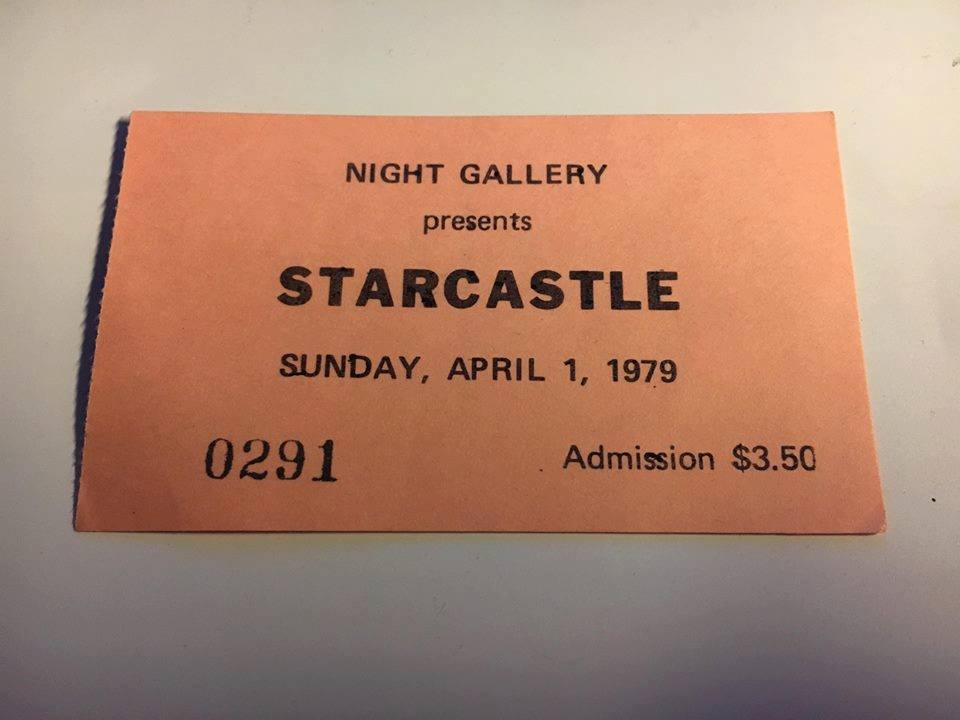 NIGHT GALLERY
presents
STARCASTLE
SUNDAY, APRIL 1, 1979
0291 Admission $3.50